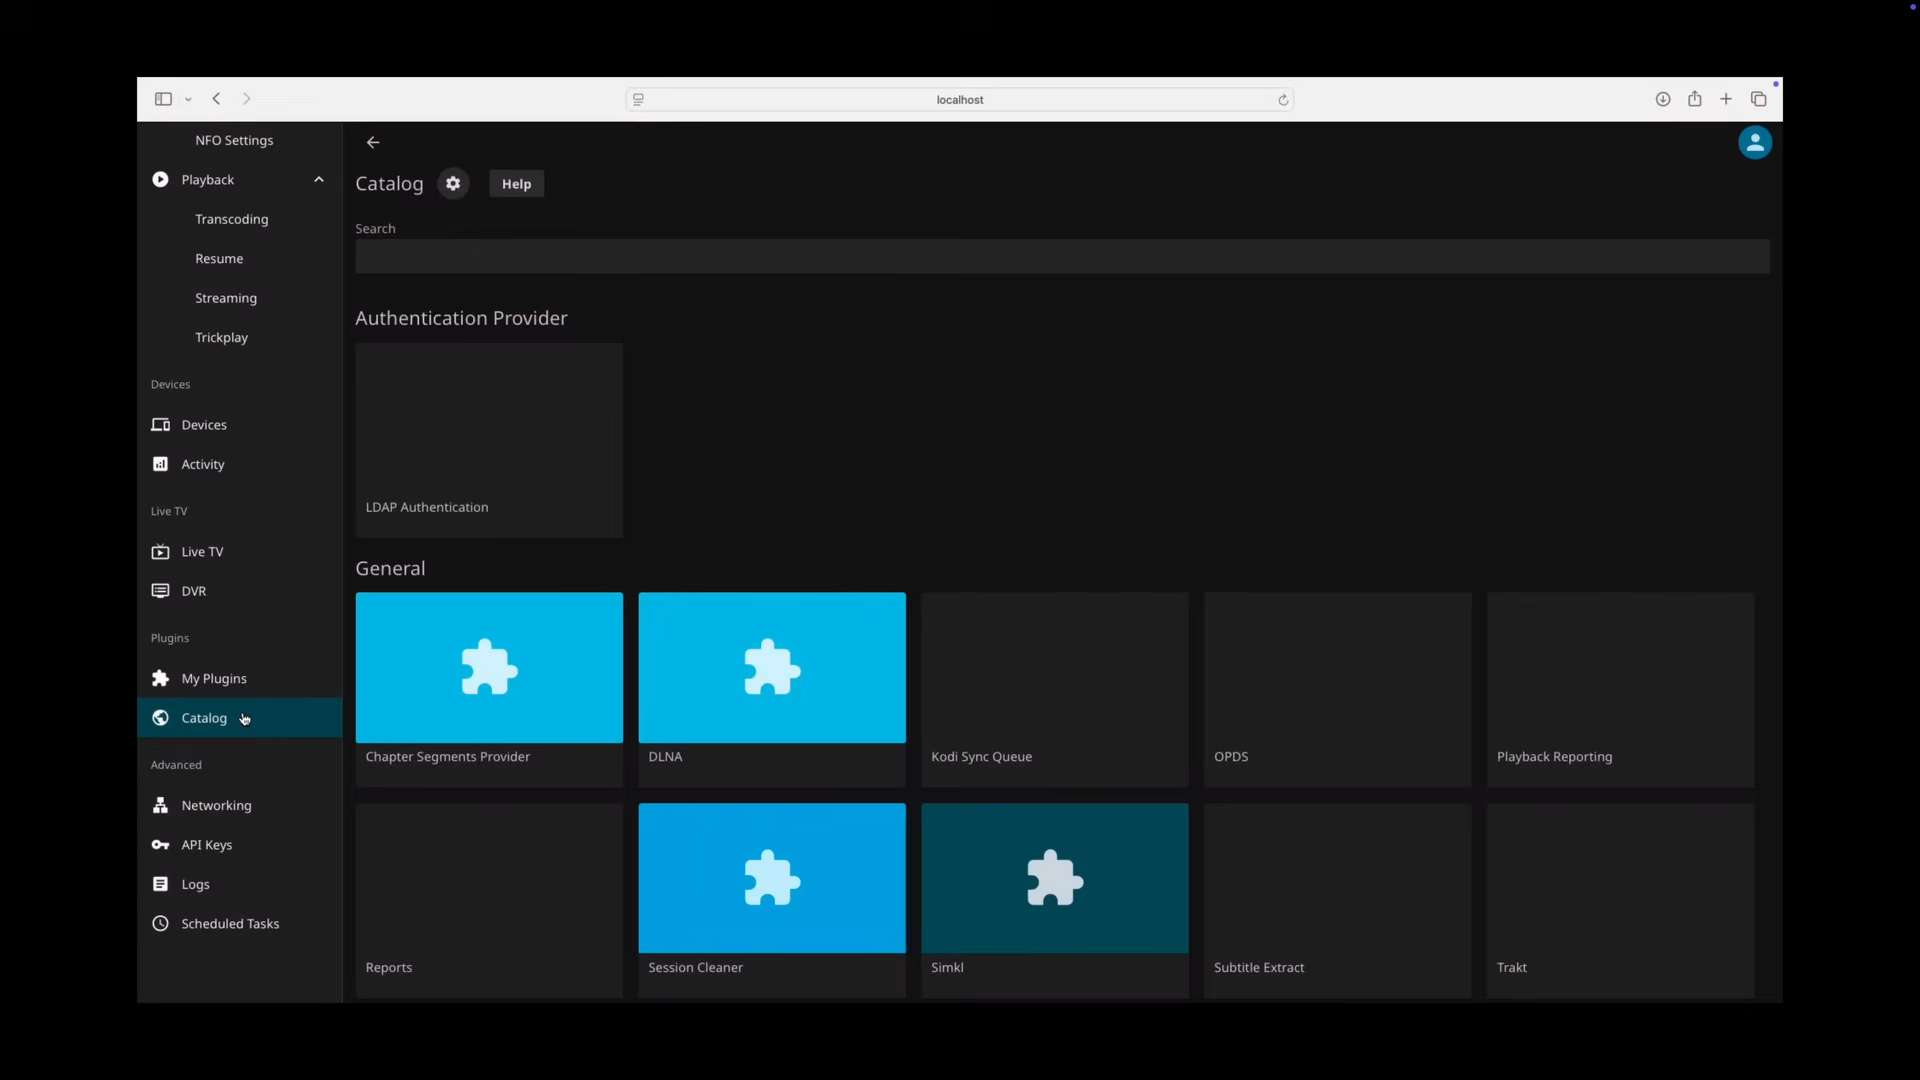 localhost
NFO Settings
Playback
Transcoding
Resume
Streaming
Trickplay
Devices
Devices
Activity
Live TV
Live TV
DVR
Plugins
My Plugins
Catalog
Advanced
Networking
API Keys
Logs
Scheduled Tasks
Catalog
Help
Search
Authentication Provider
LDAP Authentication
General
Chapter Segments Provider
DLNA
Kodi Sync Queue
OPDS
Playback Reporting
Reports
Session Cleaner
Simkl
Subtitle Extract
Trakt